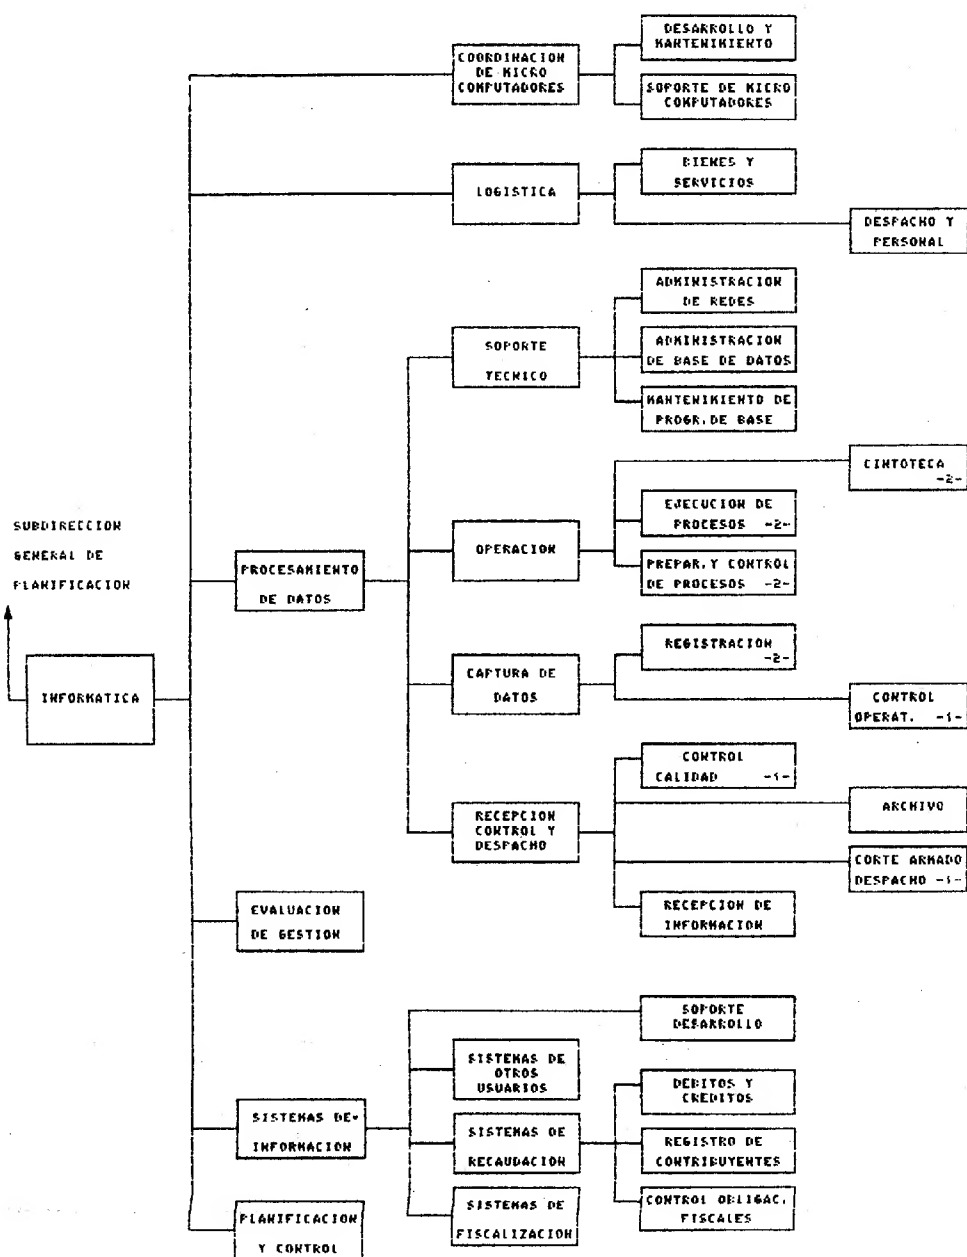 DESARROLLO Y
MANTENIMIENTO
COORDINACION
DE MICRO
COMPUTADORES
SOPORTE DE MICRO
COMPUTADORES
BIENES Y
SERVICIOS
LOGISTICA
DESPACHO Y
PERSONAL
ADMINISTRACION
DE REDES
SOPORTE
TECNICO
ADMINISTRACION
DE BASE DE DATOS
MANTENIMIENTO DE
PROGR. DE BASE
CINTOTECA
-2-
EJECUCION DE
PROCESOS -2-
OPERACION
PREPAR. Y CONTROL
DE PROCESOS -2-
SUBDIRECCION
GENERAL DE
PLANIFICACION
PROCESAMIENTO
DE DATOS
REGISTRACION
-2-
CAPTURA DE
DATOS
INFORMATICA
CONTROL
OPERAT. -1-
CONTROL
CALIDAD -1-
ARCHIVO
RECEPCION
CONTROL Y
DESPACHO
CORTE ARMADO
DESPACHO -1-
RECEPCION DE
INFORMACION
EVALUACION
DE GESTION
SOPORTE
DESARROLLO
SISTEMAS DE
OTROS
USUARIOS
DEBITOS Y
CREDITOS
SISTEMAS DE
INFORMACION
SISTEMAS DE
RECAUDACION
REGISTRO DE
CONTRIBUYENTES
CONTROL OBLIGAC.
FISCALES
SISTEMAS DE
FISCALIZACION
PLANIFICACION
Y CONTROL